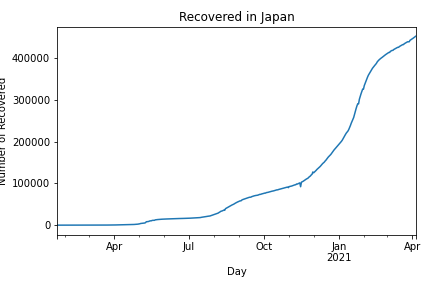 Recovered in Japan
Number of Recovered
400000
300000
200000
100000
0
Apr
Jul
Oct
Jan
2021
Apr
Day